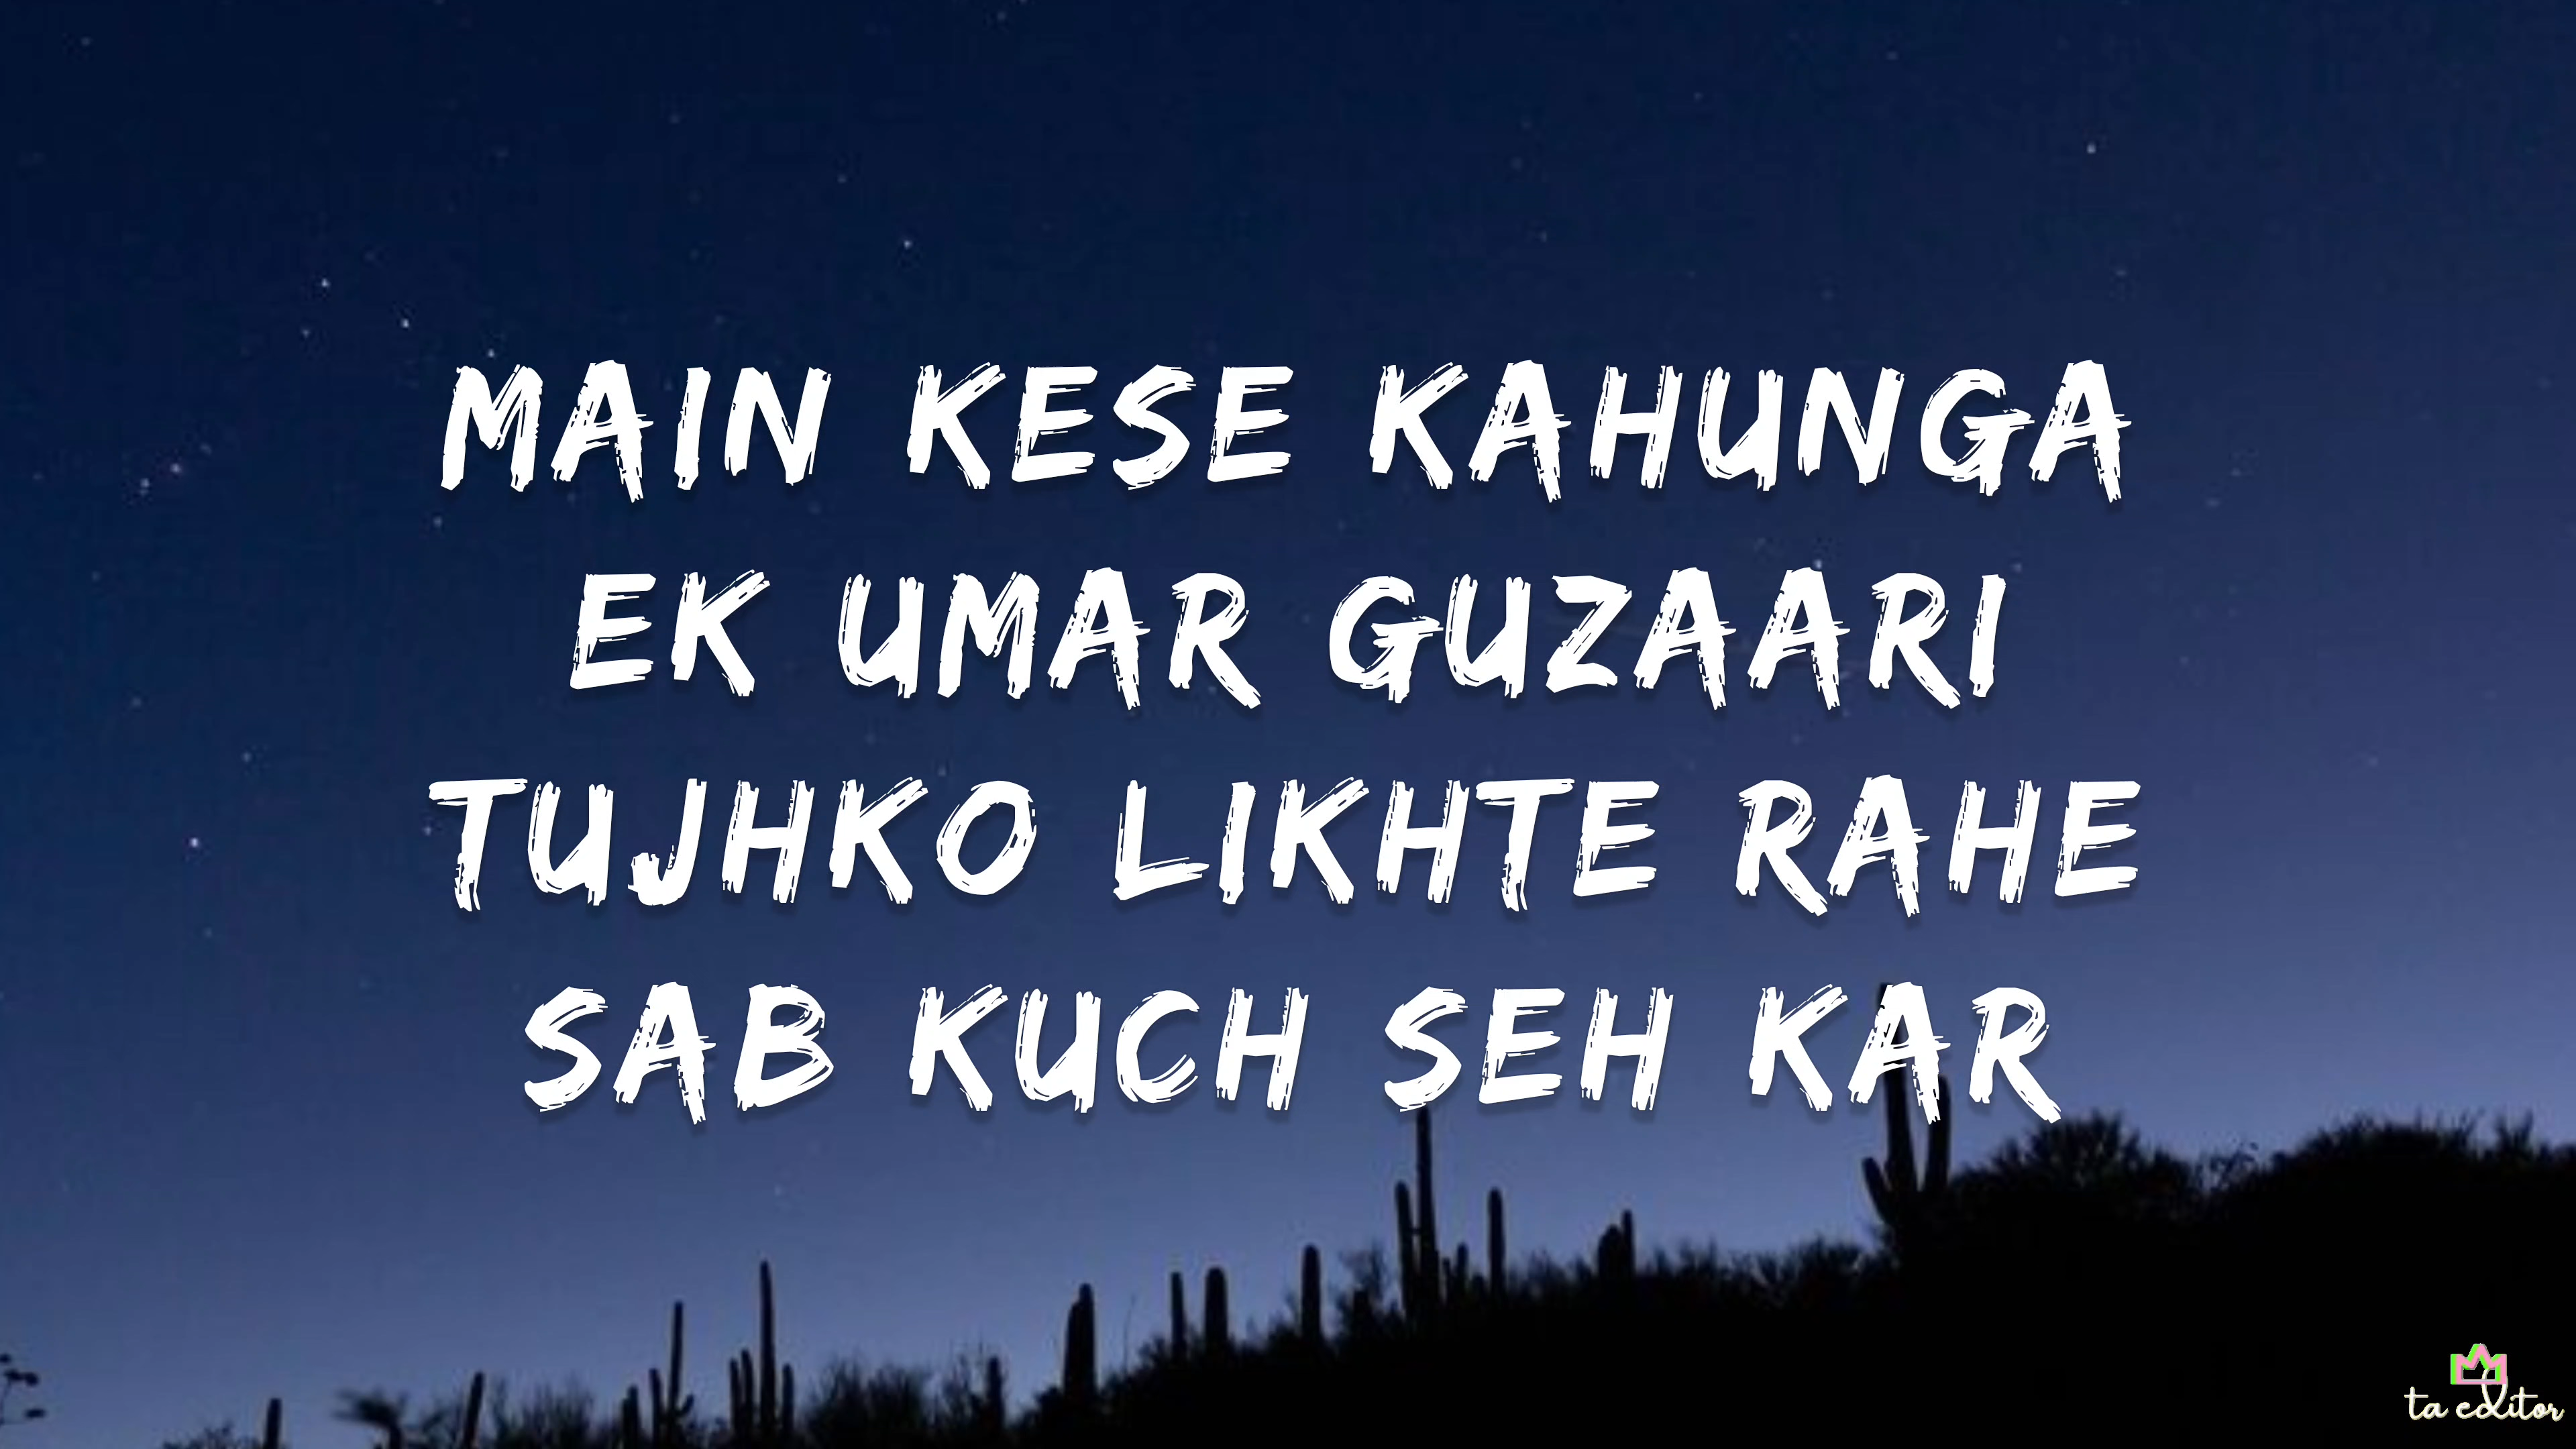 MAIN KESE KAHUNGA
EK UMAR GUZAARI
TUJHKO LIKHTE RAHE
SAB KUCH SEH KAR
ta editor